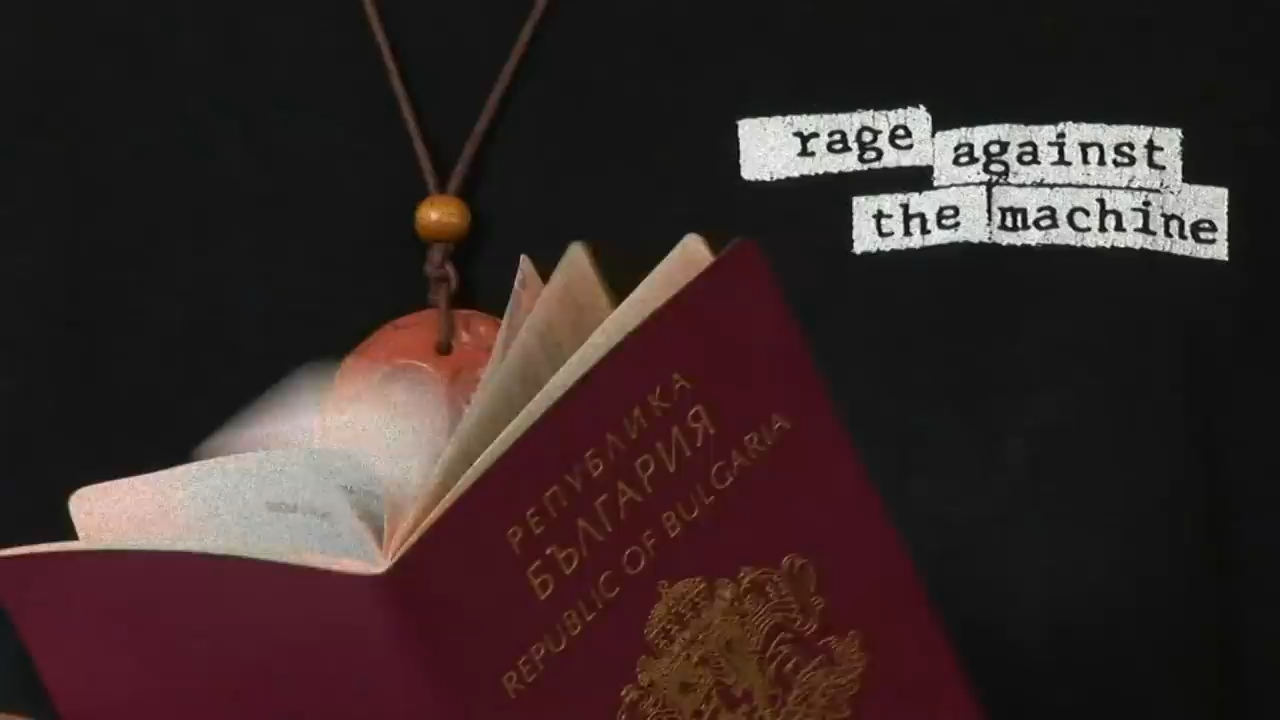 rage against
the machine
РЕПУБЛИКА
БЪЛГАРИЯ
REPUBLIC OF BULGARIA